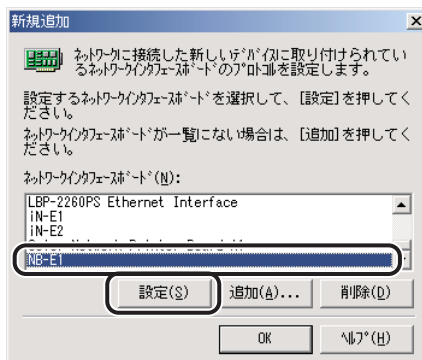 新規追加
ﾈｯﾄﾜｰｸに接続した新しいﾃﾞﾊﾞｲｽに取り付けられてい
るﾈｯﾄﾜｰｸｲﾝﾀﾌｪｰｽﾎﾞｰﾄﾞのﾌﾟﾛﾄｺﾙを設定します。
設定するﾈｯﾄﾜｰｸｲﾝﾀﾌｪｰｽﾎﾞｰﾄﾞを選択して、[設定]を押してく
ださい。
ﾈｯﾄﾜｰｸｲﾝﾀﾌｪｰｽﾎﾞｰﾄﾞが一覧にない場合は、[追加]を押してく
ださい。
ﾈｯﾄﾜｰｸｲﾝﾀﾌｪｰｽﾎﾞｰﾄﾞ(N):
LBP-2260PS Ethernet Interface
iN-E1
iN-E2
NB-E1
設定(S) 追加(A)... 削除(D)
OK ﾍﾙﾌﾟ(H)